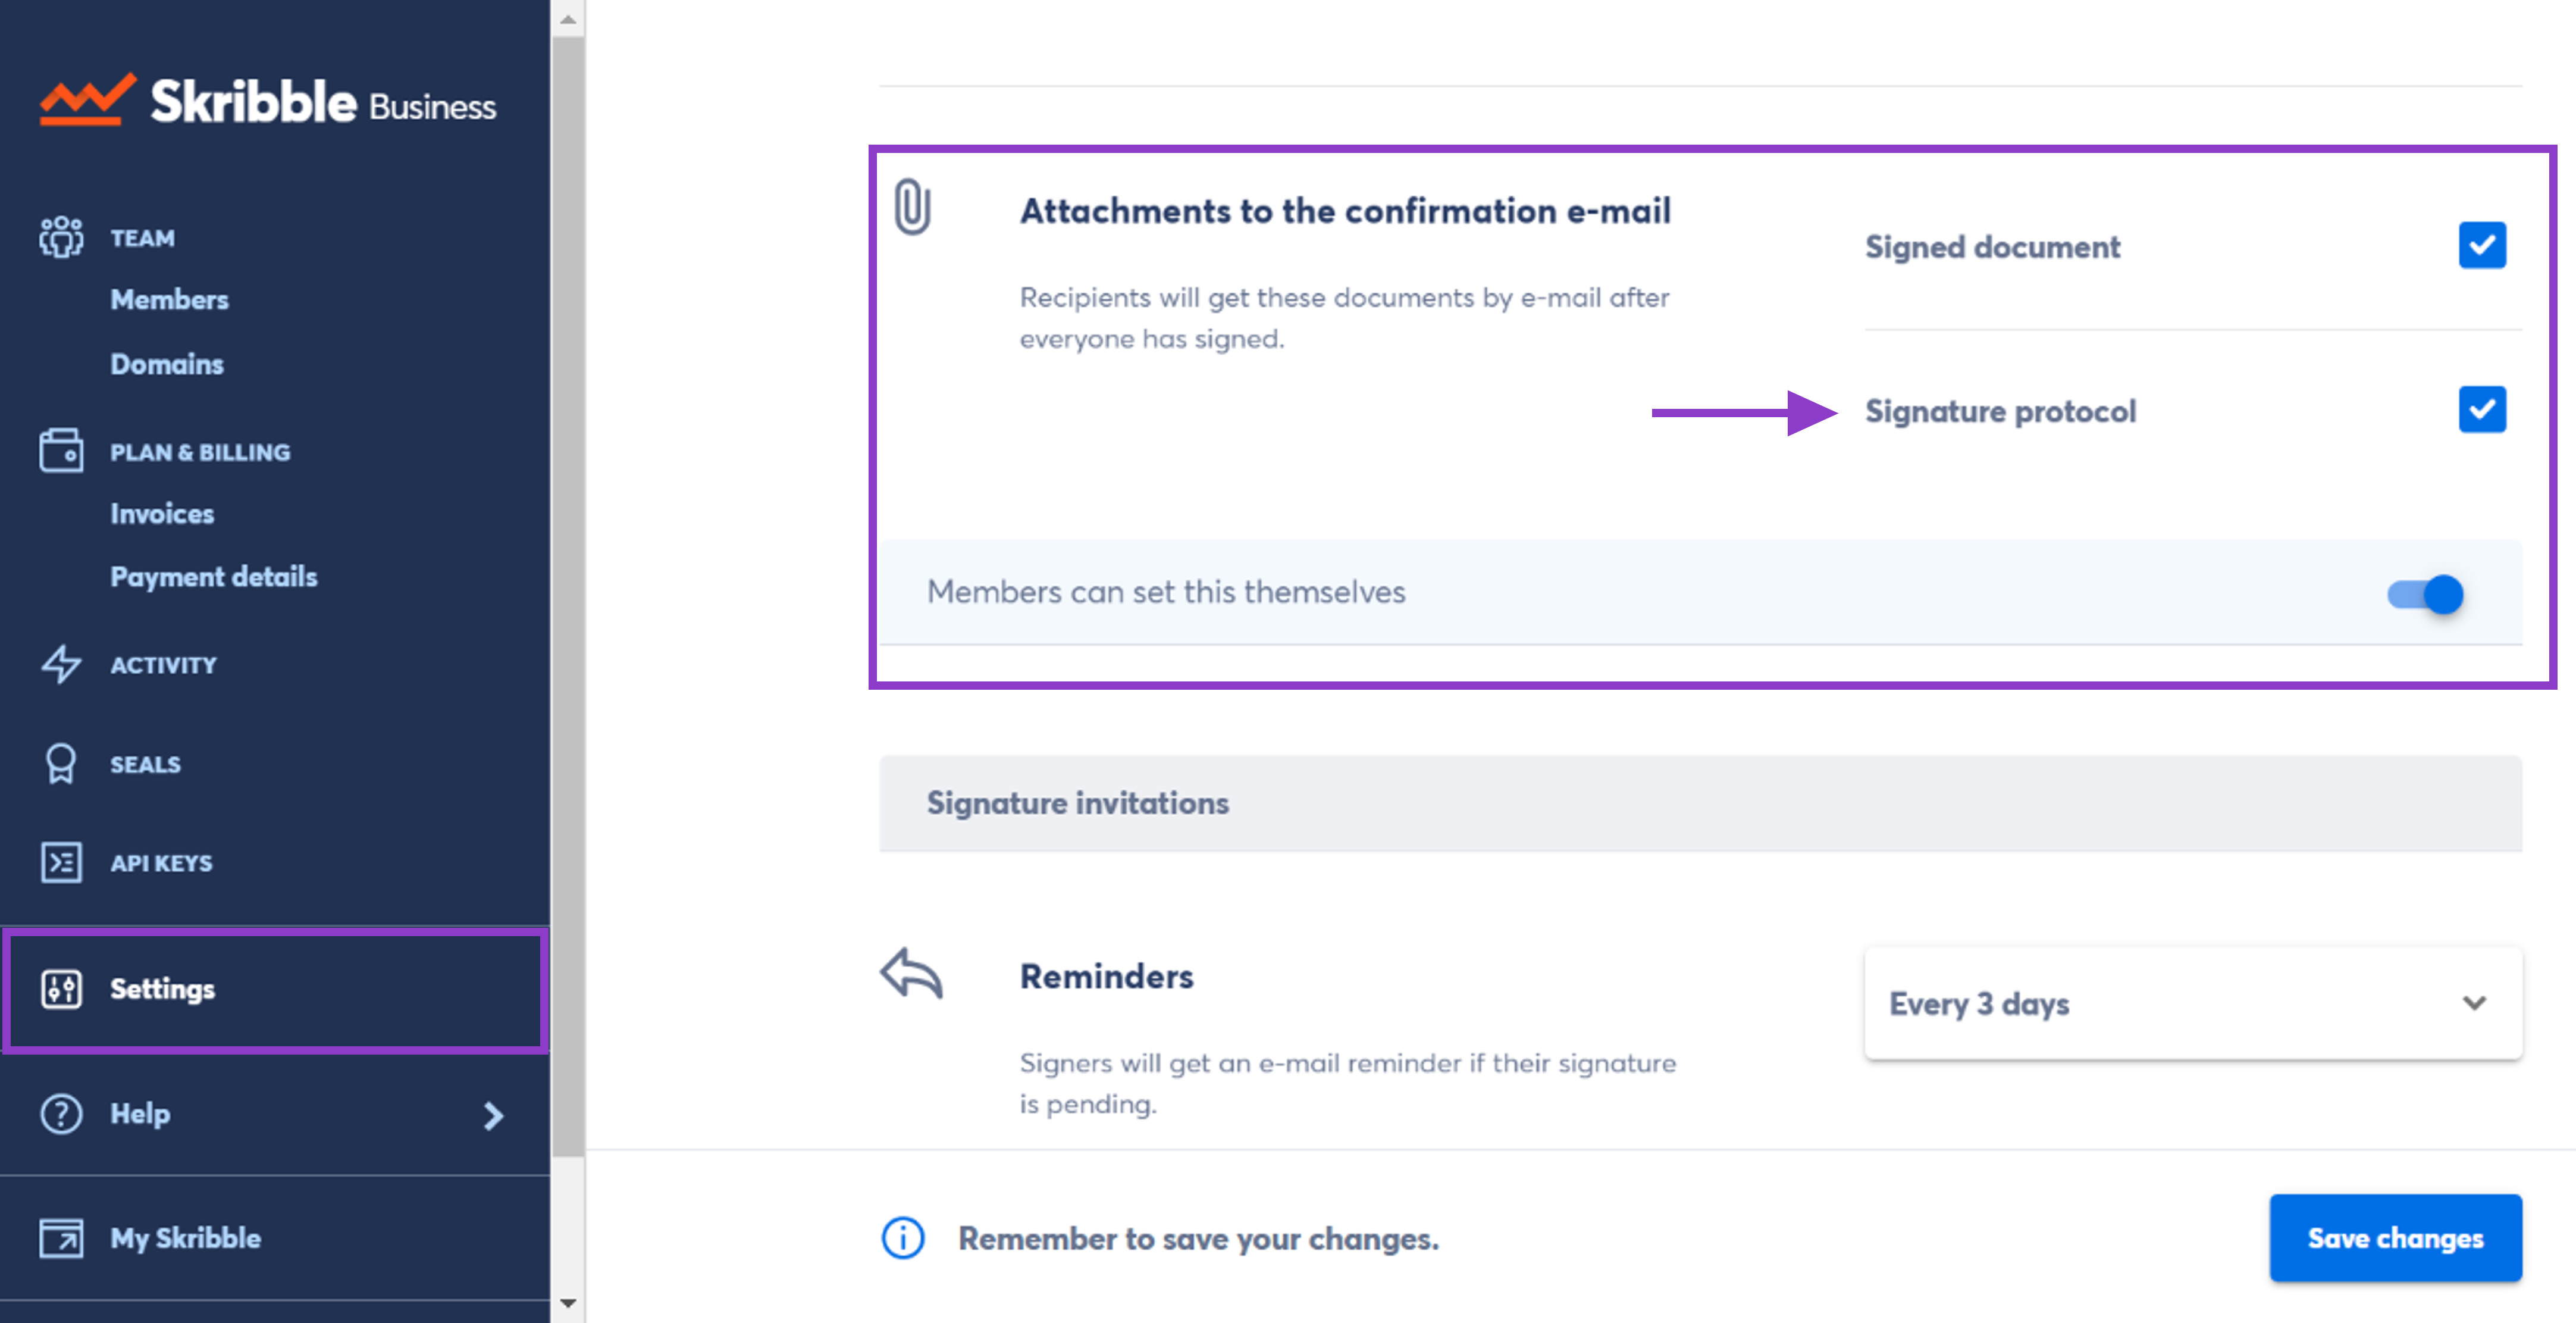 Skribble Business
TEAM
Members
Domains
PLAN & BILLING
Invoices
Payment details
ACTIVITY
SEALS
API KEYS
Settings
Help
My Skribble
Attachments to the confirmation e-mail
Recipients will get these documents by e-mail after
everyone has signed.
Signed document
Signature protocol
Members can set this themselves
Signature invitations
Reminders
Signers will get an e-mail reminder if their signature
is pending.
Every 3 days
Remember to save your changes.
Save changes